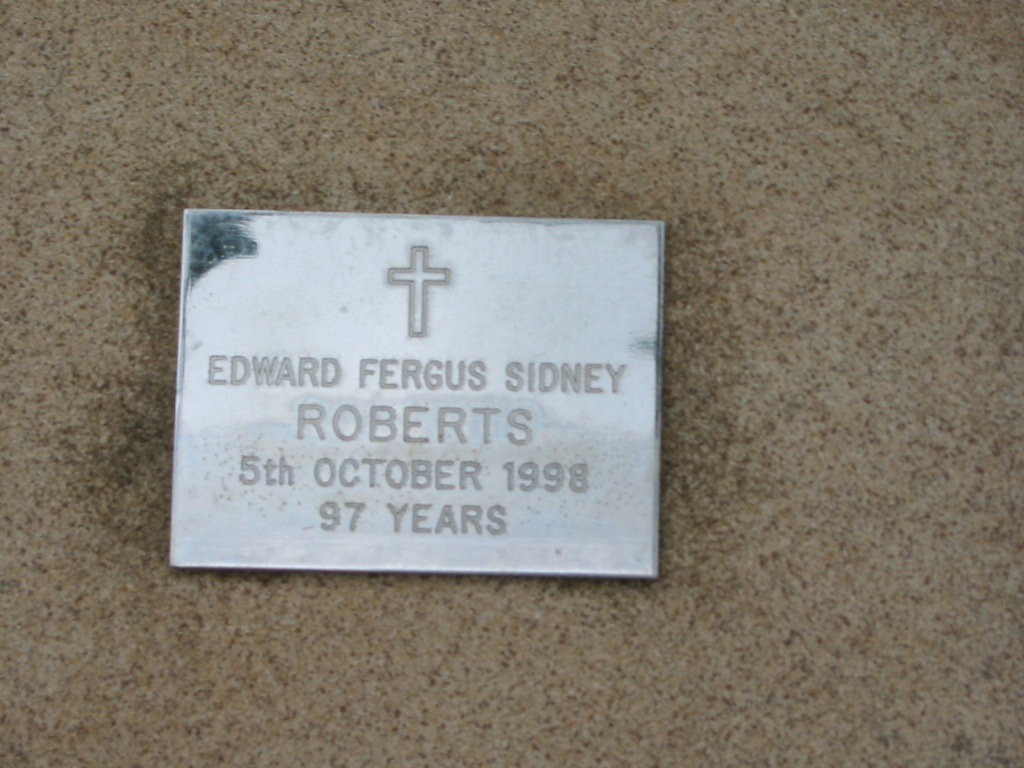 EDWARD FERGUS SIDNEY
ROBERTS
5th OCTOBER 1998
97 YEARS